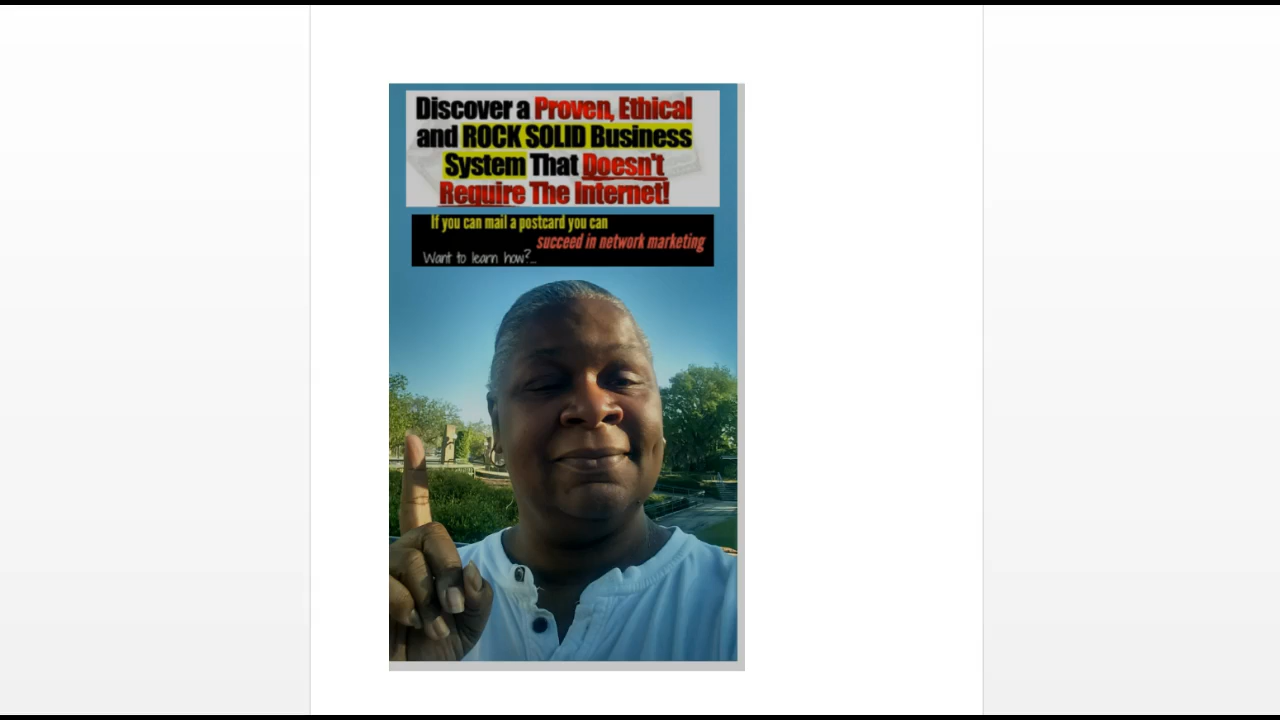 Discover a Proven, Ethical
and ROCK SOLID Business
System That Doesn't
Require The Internet!
If you can mail a postcard you can
succeed in network marketing
Want to learn how?...